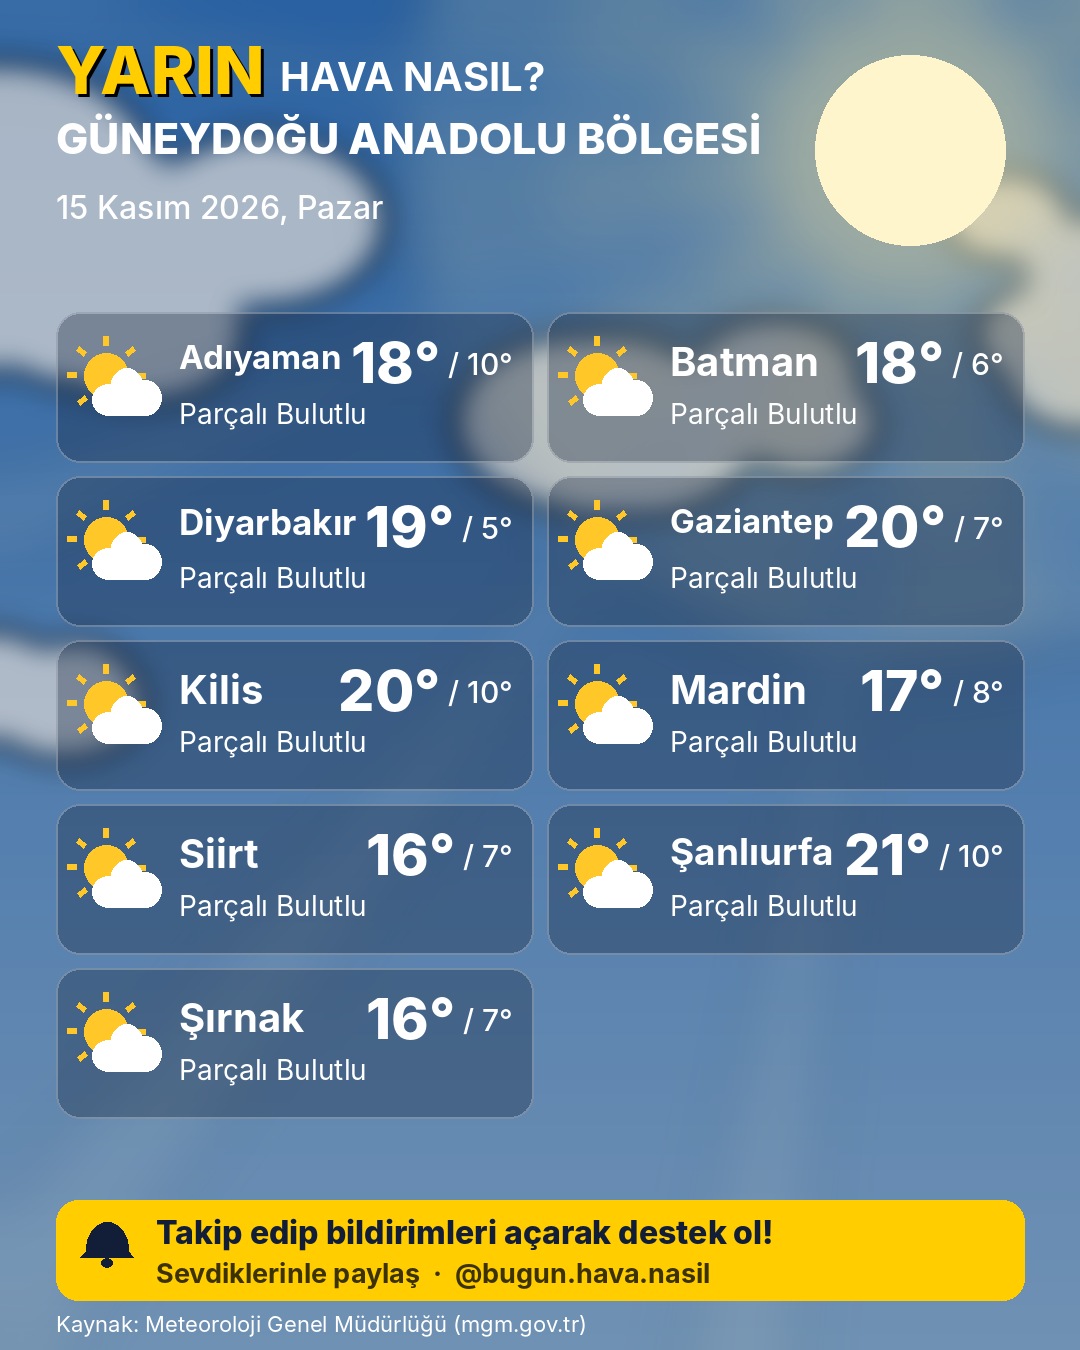 YARIN HAVA NASIL?
GÜNEYDOĞU ANADOLU BÖLGESİ
15 Kasım 2026, Pazar
Adıyaman 18° / 10°
Parçalı Bulutlu
Batman 18° / 6°
Parçalı Bulutlu
Diyarbakır 19° / 5°
Parçalı Bulutlu
Gaziantep 20° / 7°
Parçalı Bulutlu
Kilis 20° / 10°
Parçalı Bulutlu
Mardin 17° / 8°
Parçalı Bulutlu
Siirt 16° / 7°
Parçalı Bulutlu
Şanlıurfa 21° / 10°
Parçalı Bulutlu
Şırnak 16° / 7°
Parçalı Bulutlu
Takip edip bildirimleri açarak destek ol!
Sevdiklerinle paylaş · @bugun.hava.nasil
Kaynak: Meteoroloji Genel Müdürlüğü (mgm.gov.tr)